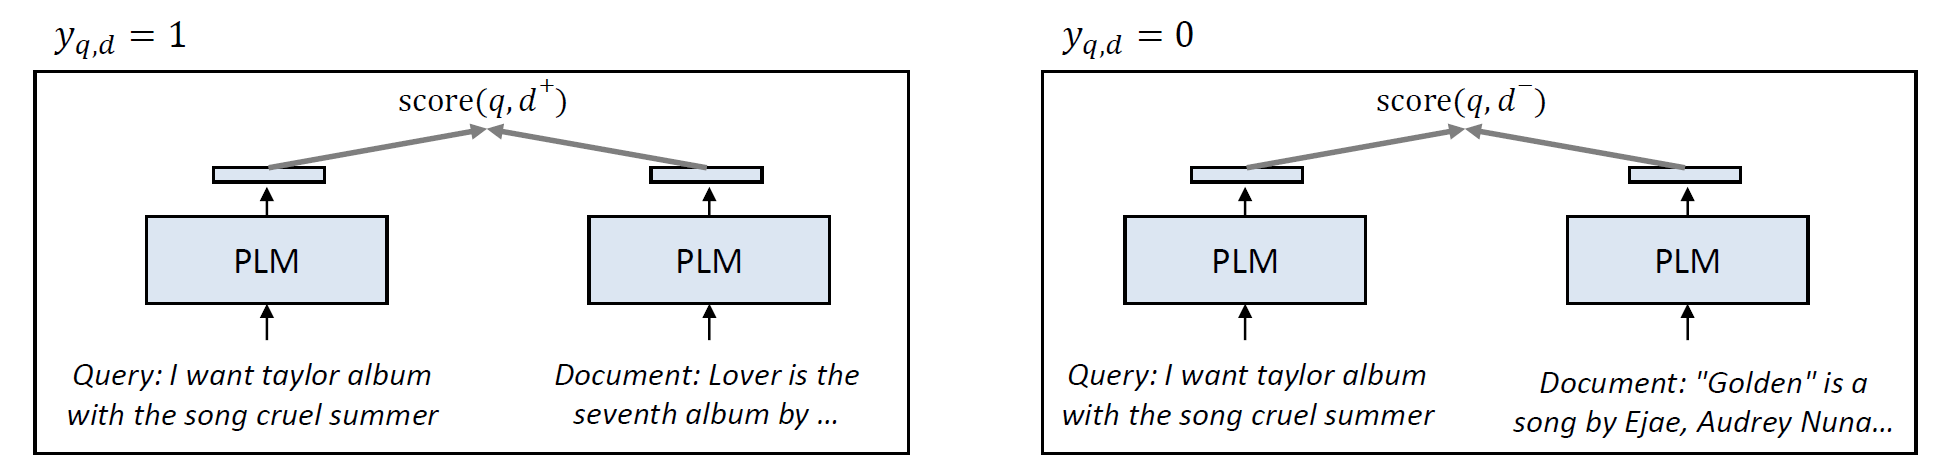 y_{q,d} = 1
score(q, d⁺)
PLM
PLM
Query: I want taylor album
with the song cruel summer
Document: Lover is the
seventh album by ...
y_{q,d} = 0
score(q, d⁻)
PLM
PLM
Query: I want taylor album
with the song cruel summer
Document: "Golden" is a
song by Ejae, Audrey Nuna...